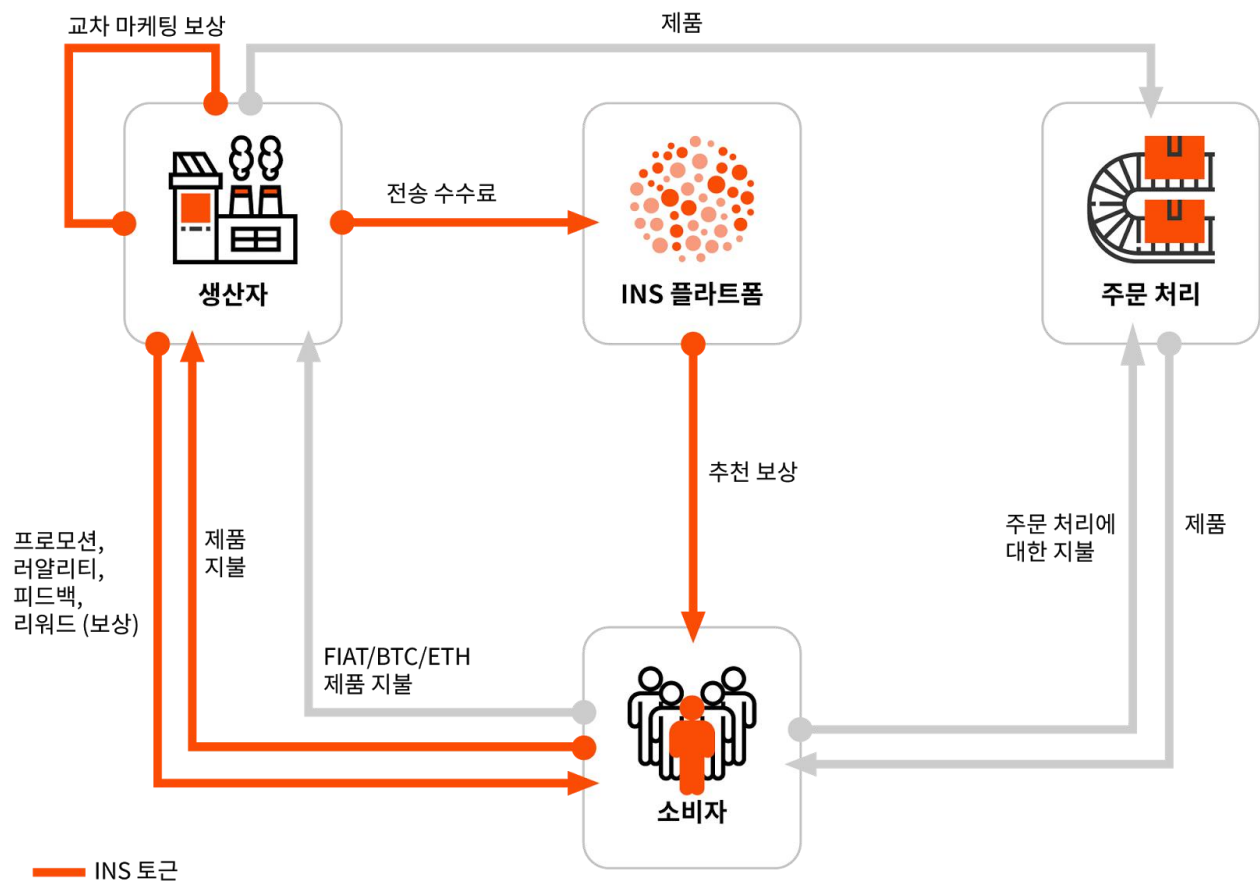 교차 마케팅 보상
제품
전송 수수료
생산자
INS 플라트폼
주문 처리
추천 보상
프로모션,
러얄리티,
피드백,
리워드 (보상)
제품
지불
주문 처리에
대한 지불
제품
FIAT/BTC/ETH
제품 지불
소비자
INS 토근